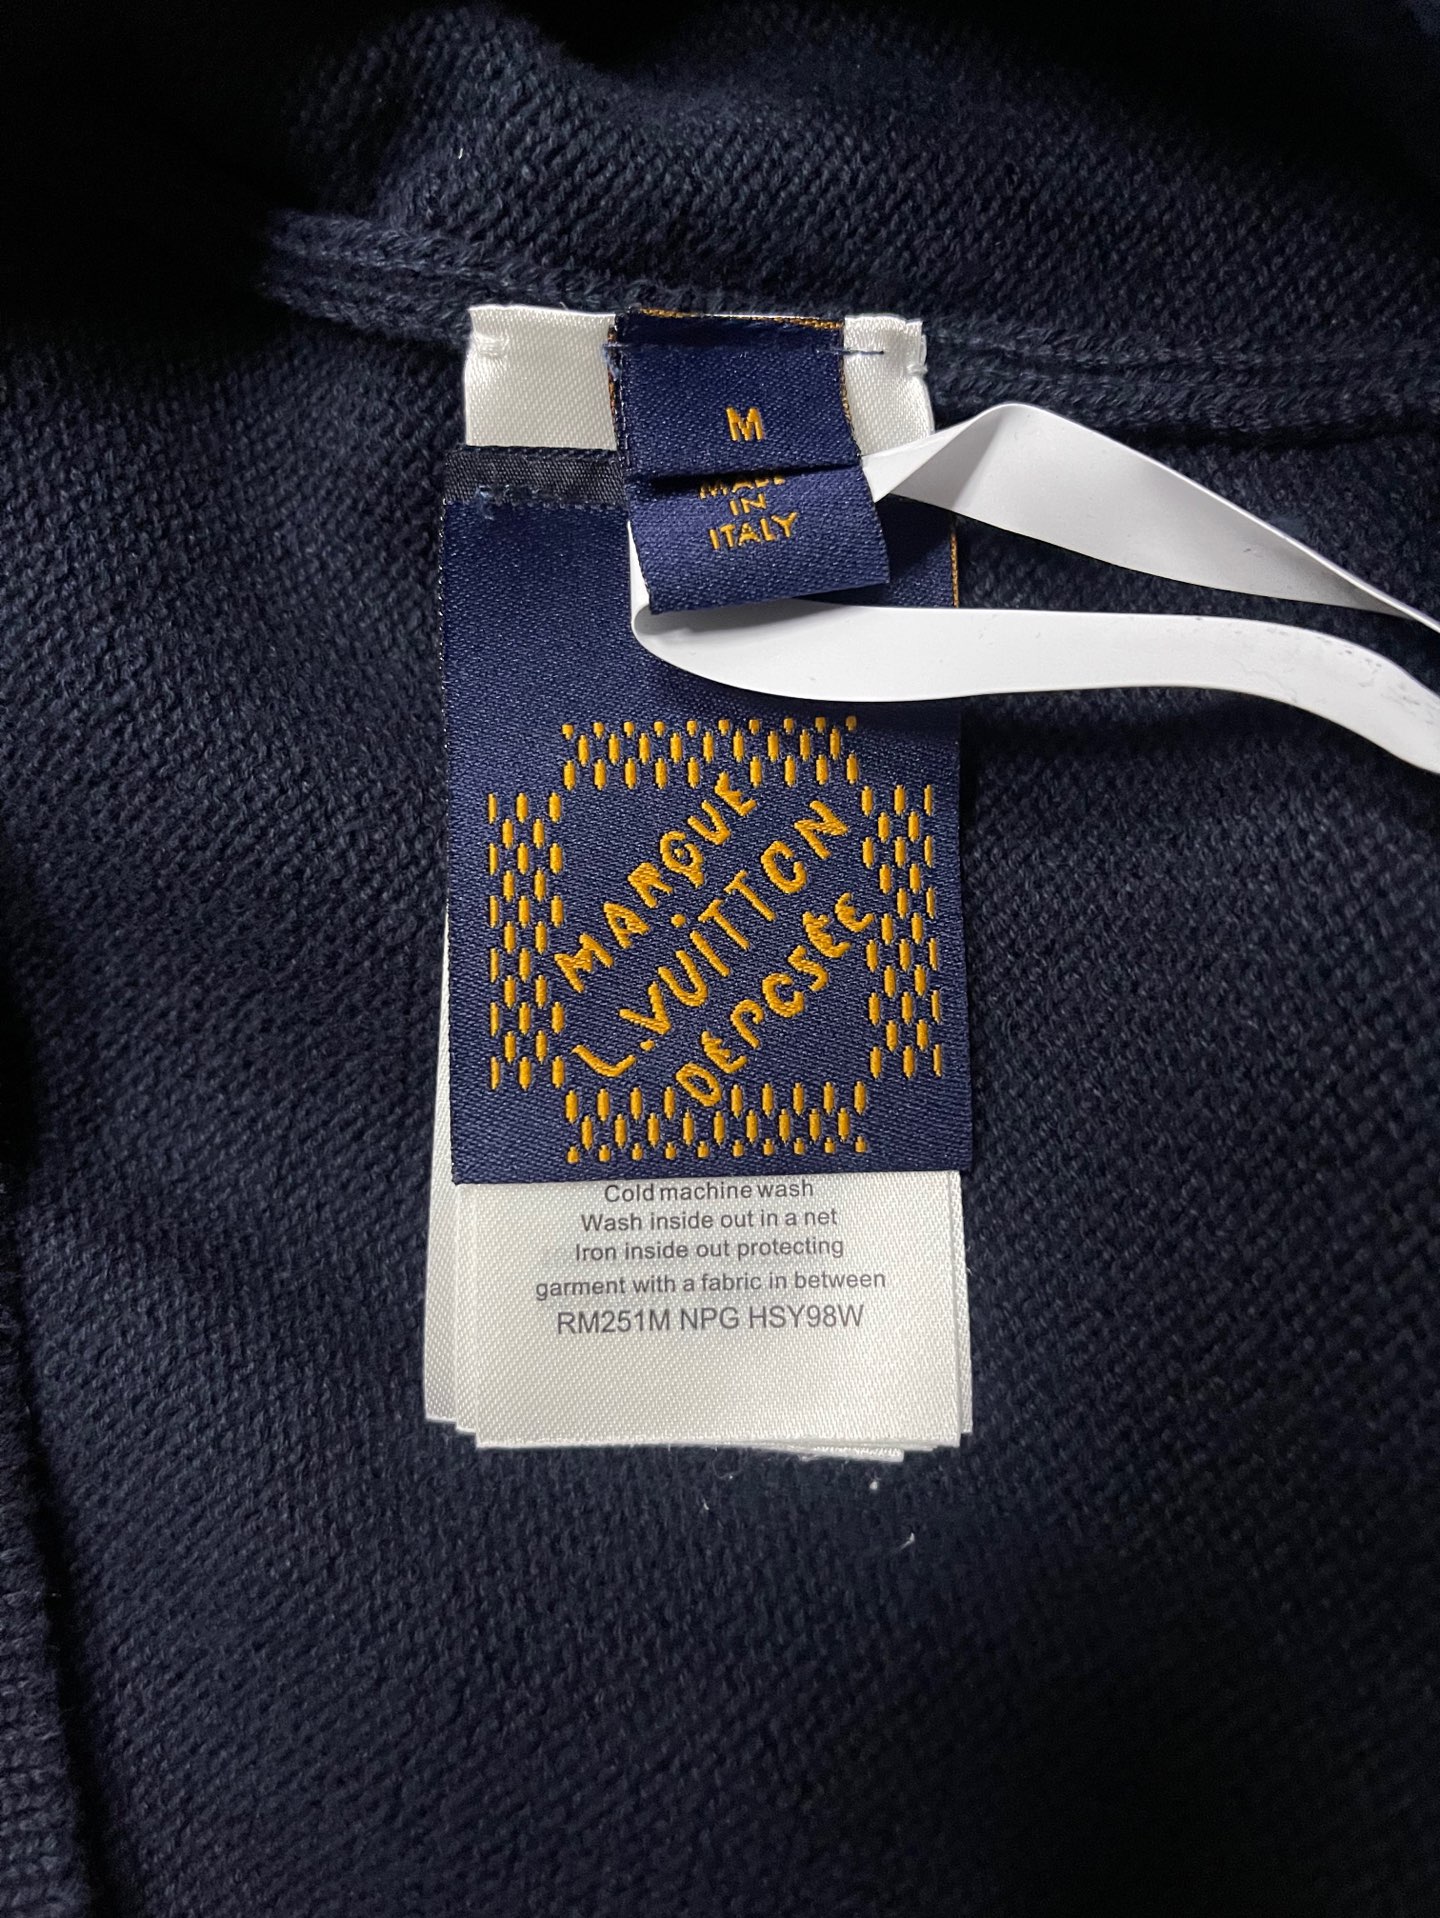 M
MADE
IN
ITALY
MARQUE
L.VUITTON
DEPOSÉE
Cold machine wash
Wash inside out in a net
Iron inside out protecting
garment with a fabric in between
RM251M NPG HSY98W